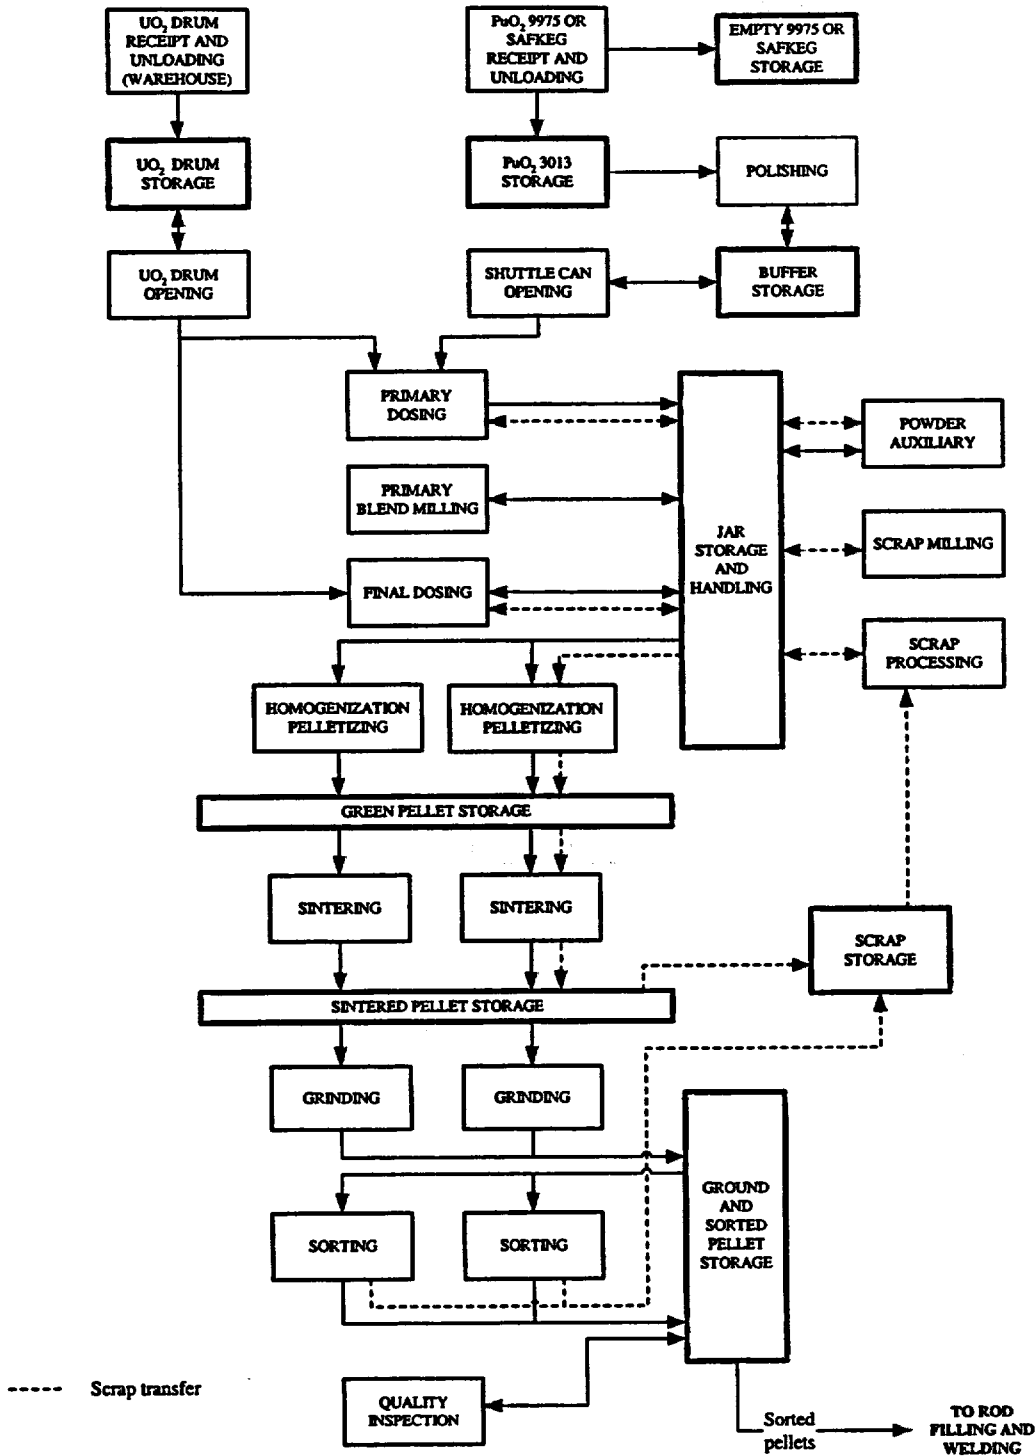 UO₂ DRUM
RECEIPT AND
UNLOADING
(WAREHOUSE)
PuO₂ 9975 OR
SAFKEG
RECEIPT AND
UNLOADING
EMPTY 9975 OR
SAFKEG
STORAGE
UO₂ DRUM
STORAGE
PuO₂ 3013
STORAGE
POLISHING
UO₂ DRUM
OPENING
SHUTTLE CAN
OPENING
BUFFER
STORAGE
PRIMARY
DOSING
POWDER
AUXILIARY
PRIMARY
BLEND MILLING
JAR
STORAGE
AND
HANDLING
SCRAP MILLING
FINAL DOSING
SCRAP
PROCESSING
HOMOGENIZATION
PELLETIZING
HOMOGENIZATION
PELLETIZING
GREEN PELLET STORAGE
SINTERING
SINTERING
SCRAP
STORAGE
SINTERED PELLET STORAGE
GRINDING
GRINDING
GROUND
AND
SORTED
PELLET
STORAGE
SORTING
SORTING
Scrap transfer
QUALITY
INSPECTION
Sorted
pellets
TO ROD
FILLING AND
WELDING